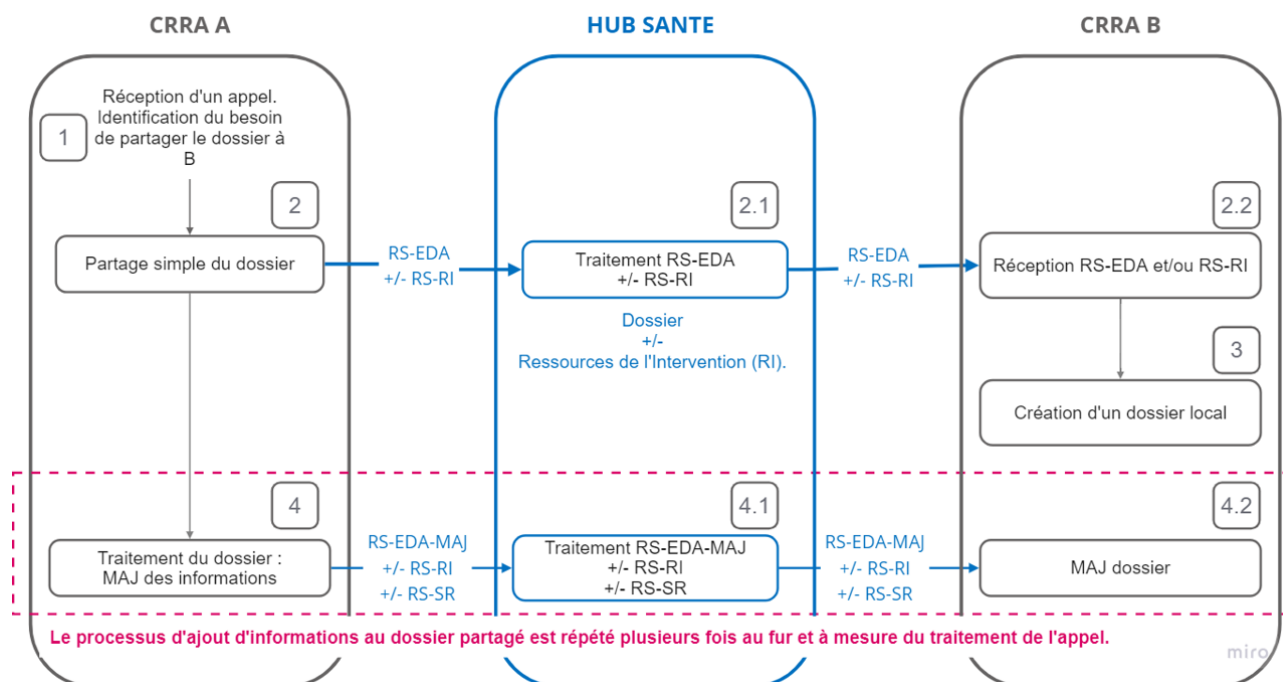 CRRA A
HUB SANTE
CRRA B
Réception d'un appel.
Identification du besoin
de partager le dossier à
B
1
2
2.1
2.2
Partage simple du dossier
RS-EDA
+/- RS-RI
Traitement RS-EDA
+/- RS-RI
RS-EDA
+/- RS-RI
Réception RS-EDA et/ou RS-RI
Dossier
+/-
Ressources de l'Intervention (RI).
3
Création d'un dossier local
4
4.1
4.2
Traitement du dossier :
MAJ des informations
RS-EDA-MAJ
+/- RS-RI
+/- RS-SR
Traitement RS-EDA-MAJ
+/- RS-RI
+/- RS-SR
RS-EDA-MAJ
+/- RS-RI
+/- RS-SR
MAJ dossier
Le processus d'ajout d'informations au dossier partagé est répété plusieurs fois au fur et à mesure du traitement de l'appel.
miro